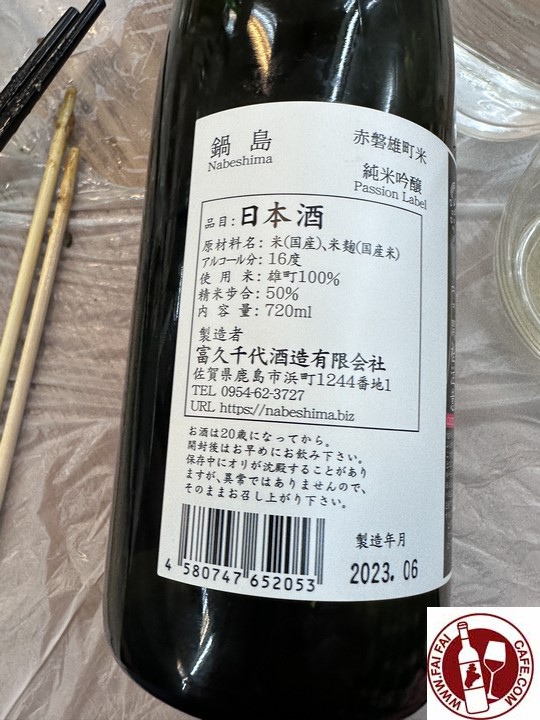 鍋島
Nabeshima
赤磐雄町米
純米吟醸
Passion Label
品目:日本酒
原材料名:米(国産)、米麹(国産米)
アルコール分:16度
使用米:雄町100%
精米歩合:50%
内容量:720ml
製造者
富久千代酒造有限会社
佐賀県鹿島市浜町1244番地1
TEL 0954-62-3727
URL https://nabeshima.biz
お酒は20歳になってから。
開封後はお早めにお飲み下さい。
保存中にオリが沈殿することがあり
ますが、異常ではありませんので、
そのままお召し上がり下さい。
4 580747 652053
製造年月
2023. 06
WWW.FAI FAI CAFE.COM